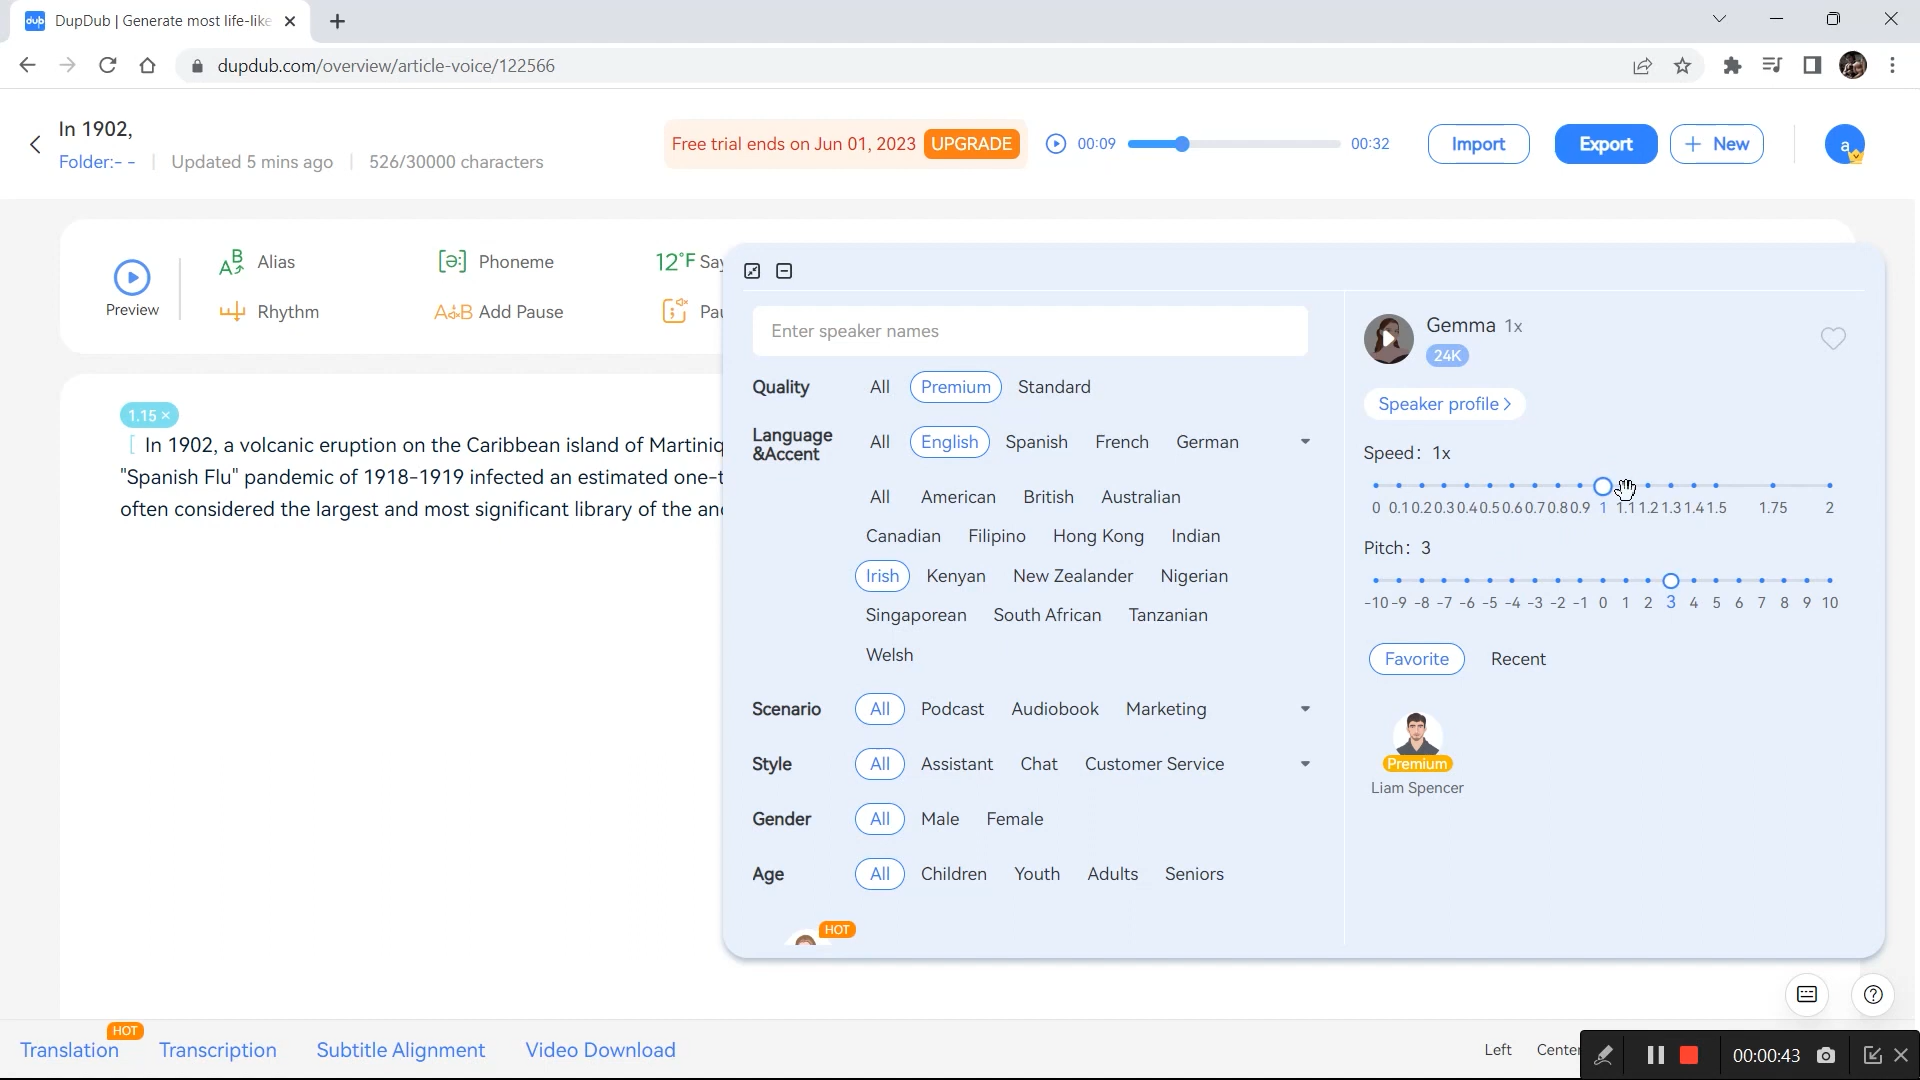 dub DupDub | Generate most life-like
dupdub.com/overview/article-voice/122566
In 1902,
Folder:- - | Updated 5 mins ago | 526/30000 characters
Free trial ends on Jun 01, 2023 UPGRADE
00:09 00:32
Import
Export
+ New
a
Preview
Alias
Phoneme
12°F Say
Rhythm
A B Add Pause
Pau
1.15 ×
[ In 1902, a volcanic eruption on the Caribbean island of Martiniq
"Spanish Flu" pandemic of 1918-1919 infected an estimated one-t
often considered the largest and most significant library of the an
Enter speaker names
Quality All Premium Standard
Language
&Accent
All English Spanish French German
All American British Australian
Canadian Filipino Hong Kong Indian
Irish Kenyan New Zealander Nigerian
Singaporean South African Tanzanian
Welsh
Scenario All Podcast Audiobook Marketing
Style All Assistant Chat Customer Service
Gender All Male Female
Age All Children Youth Adults Seniors
HOT
Gemma 1x
24K
Speaker profile >
Speed: 1x
0 0.1 0.2 0.3 0.4 0.5 0.6 0.7 0.8 0.9 1 1.1 1.2 1.3 1.4 1.5 1.75 2
Pitch: 3
-10 -9 -8 -7 -6 -5 -4 -3 -2 -1 0 1 2 3 4 5 6 7 8 9 10
Favorite Recent
Premium
Liam Spencer
HOT
Translation Transcription Subtitle Alignment Video Download
Left Center
00:00:43